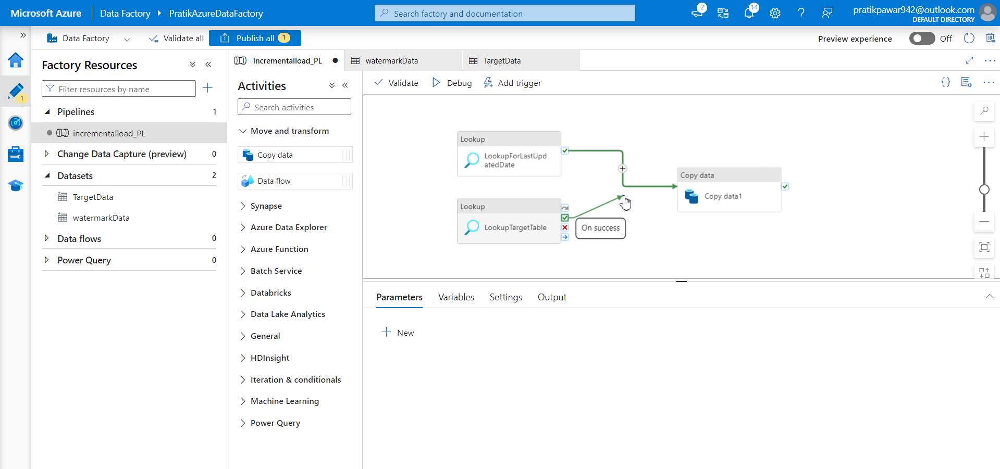 Microsoft Azure Data Factory PratikAzureDataFactory Search factory and documentation 2 14 pratikpawar942@outlook.com
DEFAULT DIRECTORY
Data Factory Validate all Publish all 1 Preview experience Off
Factory Resources
Filter resources by name
1
Pipelines 1
incrementalload_PL
Change Data Capture (preview) 0
Datasets 2
TargetData
watermarkData
Data flows 0
Power Query 0
incrementalload_PL watermarkData TargetData
Activities
Search activities
Move and transform
Copy data
Data flow
Synapse
Azure Data Explorer
Azure Function
Batch Service
Databricks
Data Lake Analytics
General
HDInsight
Iteration & conditionals
Machine Learning
Power Query
Validate Debug Add trigger
Lookup
LookupForLastUpd
atedDate
Lookup
LookupTargetTable
On success
Copy data
Copy data1
Parameters Variables Settings Output
New